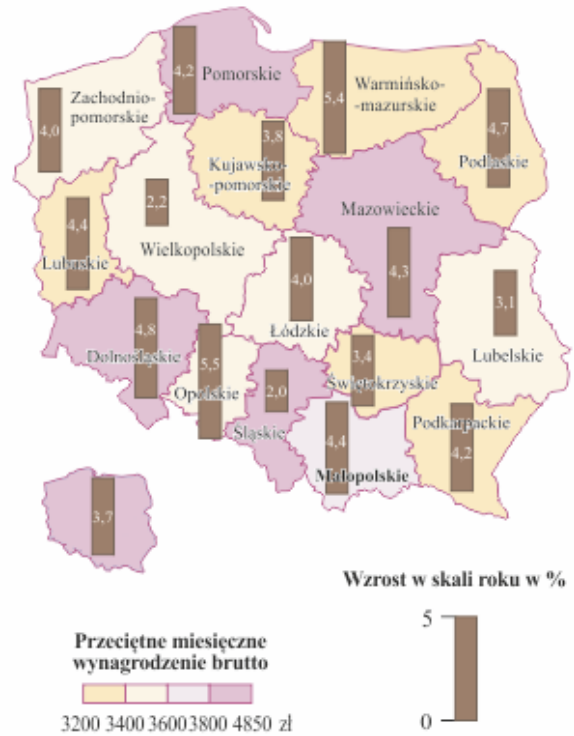 4,2
Pomorskie
5,4
Warmińsko-
-mazurskie
Zachodnio-
pomorskie
4,0
3,8
Kujawsko-
-pomorskie
4,7
Podlaskie
2,2
Wielkopolskie
Mazowieckie
4,3
4,4
Lubuskie
4,0
Łódzkie
3,1
Lubelskie
4,8
Dolnośląskie
5,5
Opolskie
2,0
Śląskie
3,4
Świętokrzyskie
4,4
Małopolskie
Podkarpackie
4,2
3,7
Wzrost w skali roku w %
5
0
Przeciętne miesięczne
wynagrodzenie brutto
3200 3400 3600 3800 4850 zł